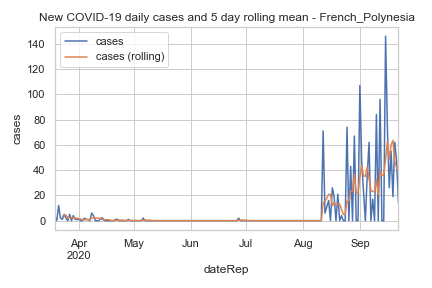 New COVID-19 daily cases and 5 day rolling mean - French_Polynesia
cases
cases (rolling)
140
120
100
80
60
40
20
0
cases
Apr
2020
May
Jun
Jul
Aug
Sep
dateRep